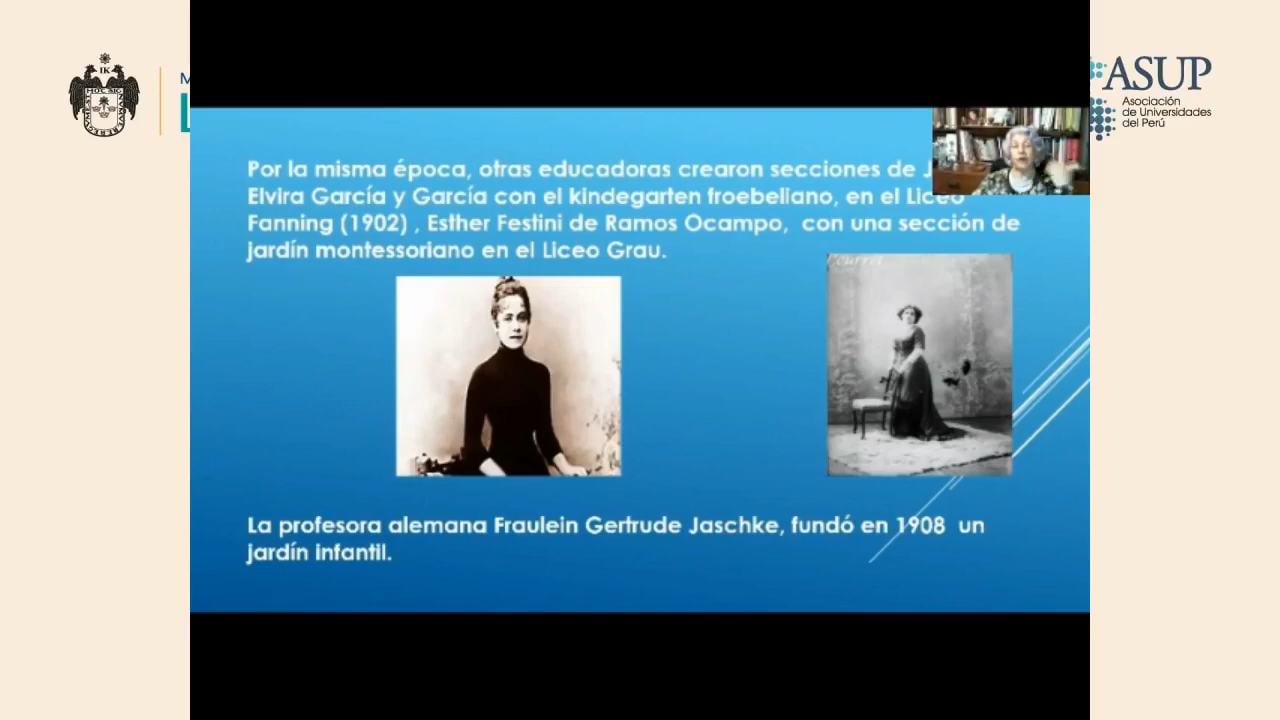 IK
M
L
ASUP
Asociación
de Universidades
del Perú
Por la misma época, otras educadoras crearon secciones de J
Elvira García y García con el kindegarten froebeliano, en el Liceo
Fanning (1902) , Esther Festini de Ramos Ocampo, con una sección de
jardín montessoriano en el Liceo Grau.
La profesora alemana Fraulein Gertrude Jaschke, fundó en 1908 un
jardín infantil.